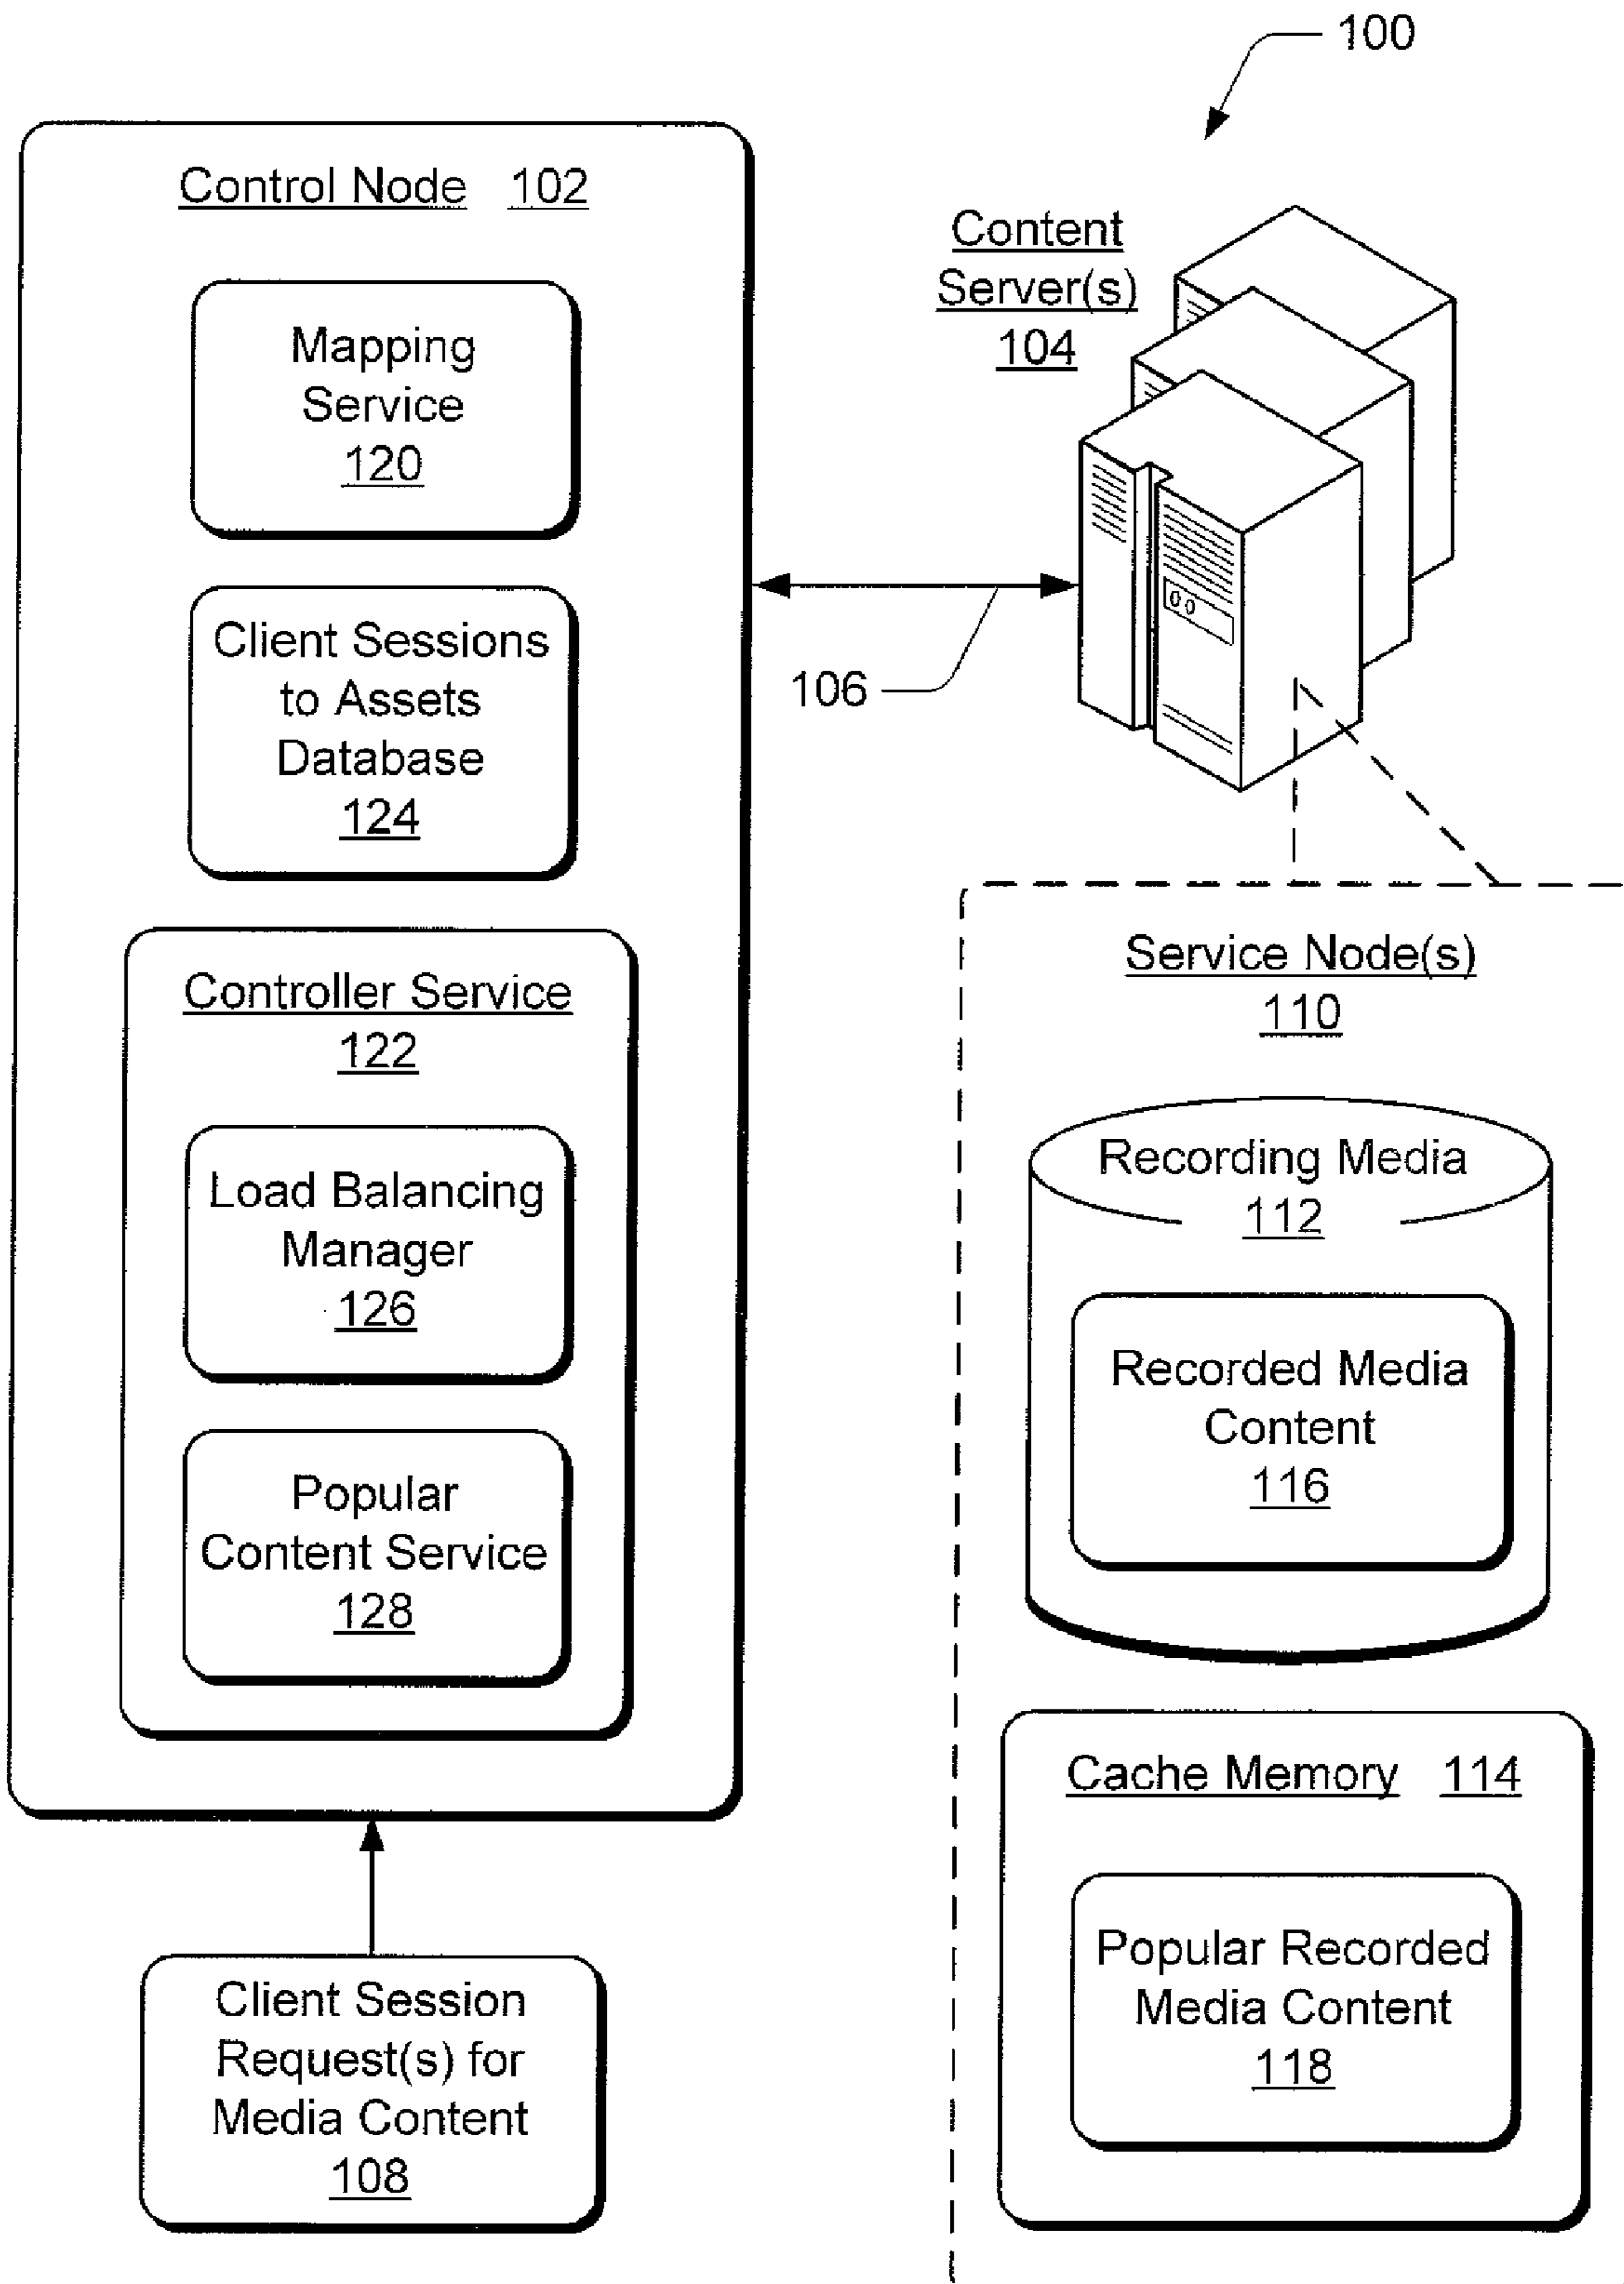 100
Control Node 102
Mapping
Service
120
Client Sessions
to Assets
Database
124
Controller Service
122
Load Balancing
Manager
126
Popular
Content Service
128
Client Session
Request(s) for
Media Content
108
Content
Server(s)
104
106
Service Node(s)
110
Recording Media
112
Recorded Media
Content
116
Cache Memory 114
Popular Recorded
Media Content
118